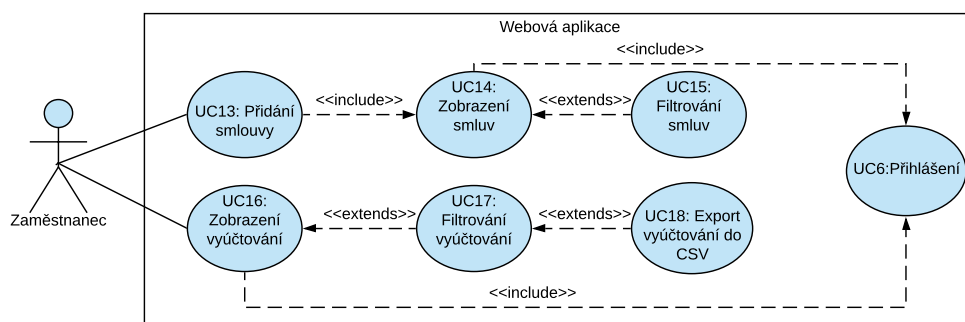 Webová aplikace
<<include>>
UC13: Přidání
smlouvy
<<include>>
UC14:
Zobrazení
smluv
<<extends>>
UC15:
Filtrování
smluv
UC6:Přihlášení
Zaměstnanec
UC16:
Zobrazení
vyúčtování
<<extends>>
UC17:
Filtrování
vyúčtování
<<extends>>
UC18: Export
vyúčtování do
CSV
<<include>>